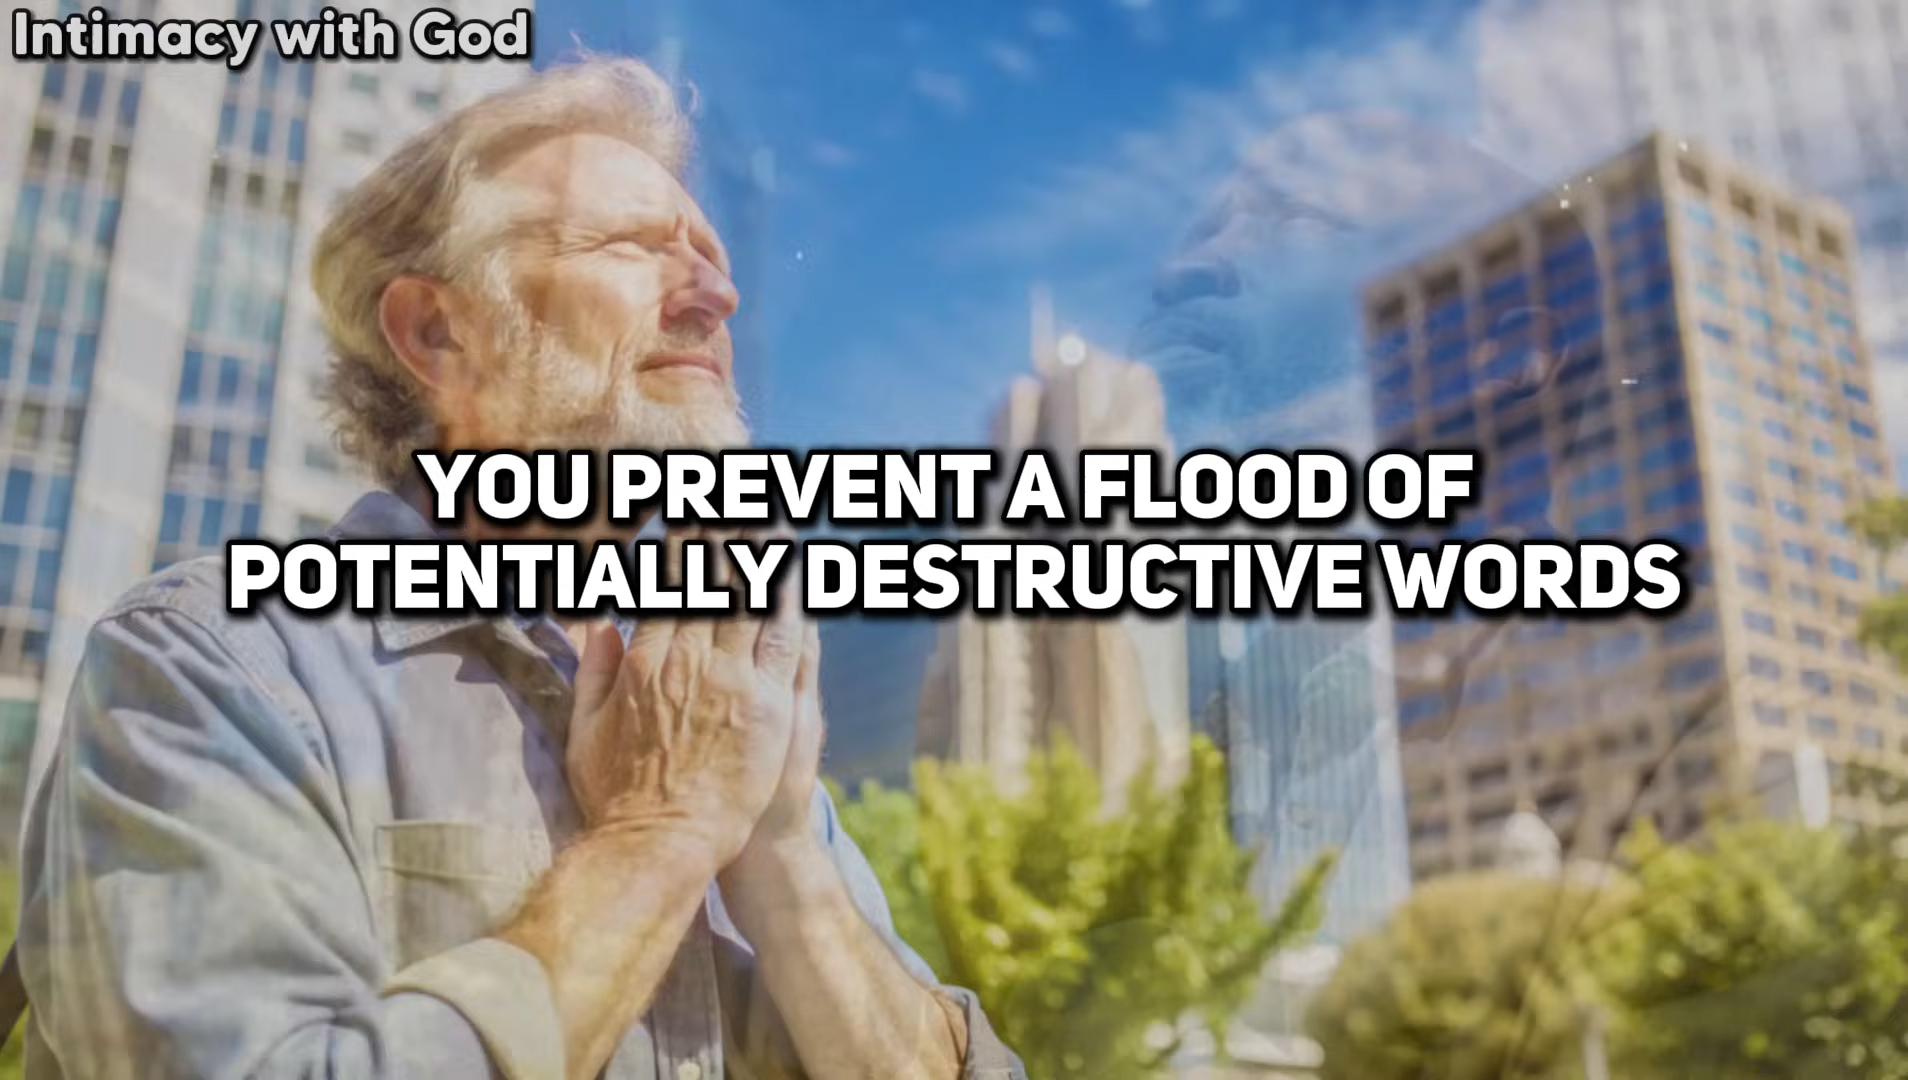 Intimacy with God
YOU PREVENT A FLOOD OF
POTENTIALLY DESTRUCTIVE WORDS